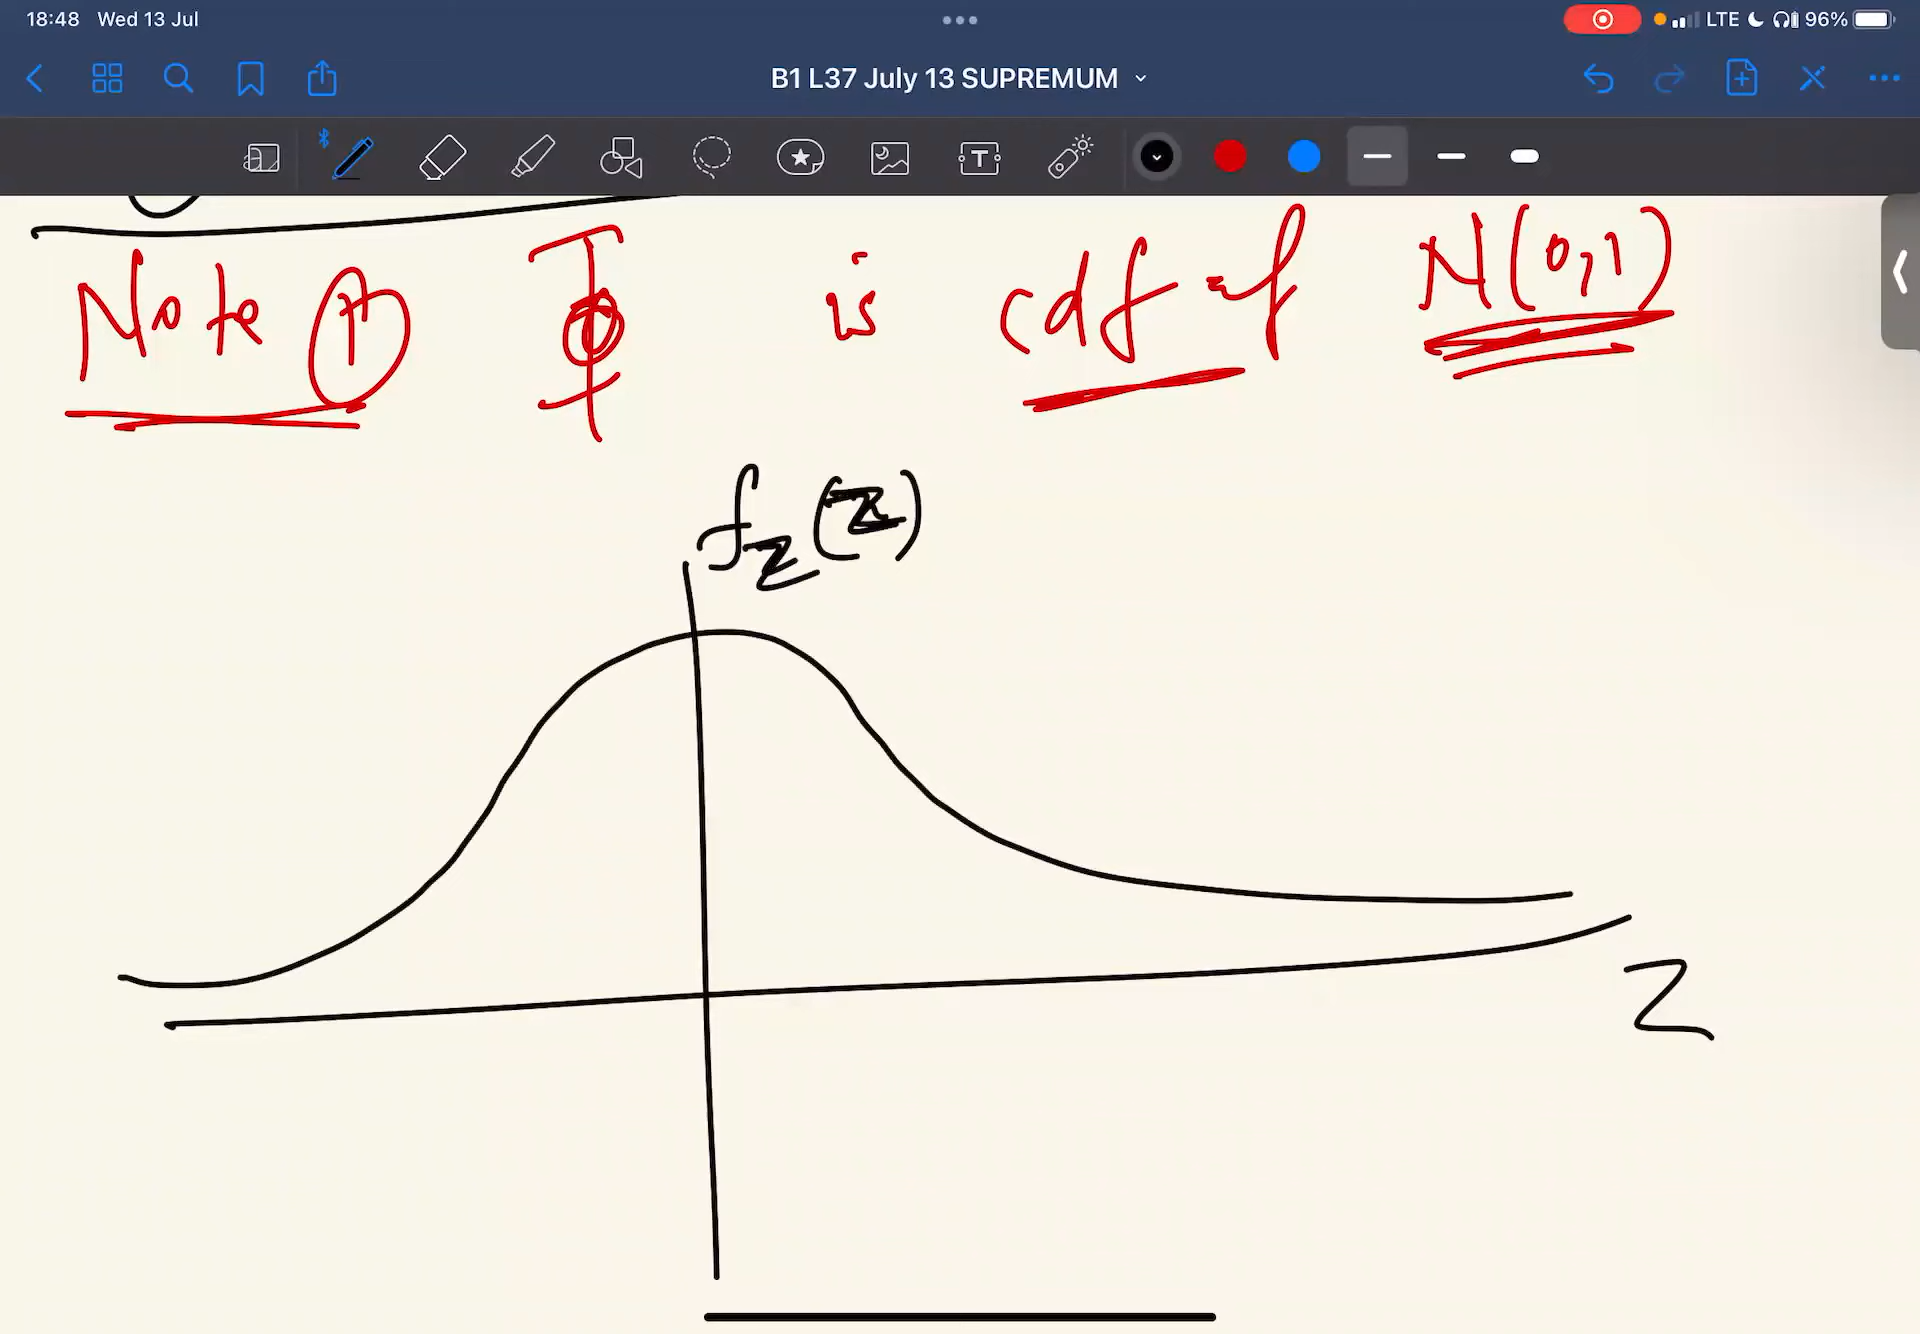 18:48 Wed 13 Jul
LTE 96%
B1 L37 July 13 SUPREMUM
T
Note 1 Φ is cdf of N(0,1)
f_Z(z)
Z